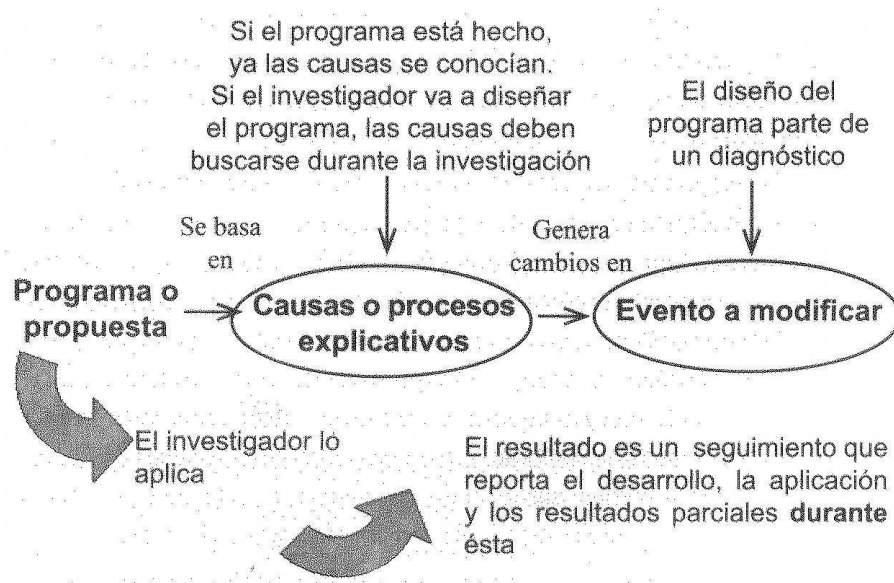 Si el programa está hecho,
ya las causas se conocían.
Si el investigador va a diseñar
el programa, las causas deben
buscarse durante la investigación
El diseño del
programa parte de
un diagnóstico
Se basa
en
Genera
cambios en
Programa o
propuesta
Causas o procesos
explicativos
Evento a modificar
El investigador lo
aplica
El resultado es un seguimiento que
reporta el desarrollo, la aplicación
y los resultados parciales durante
ésta